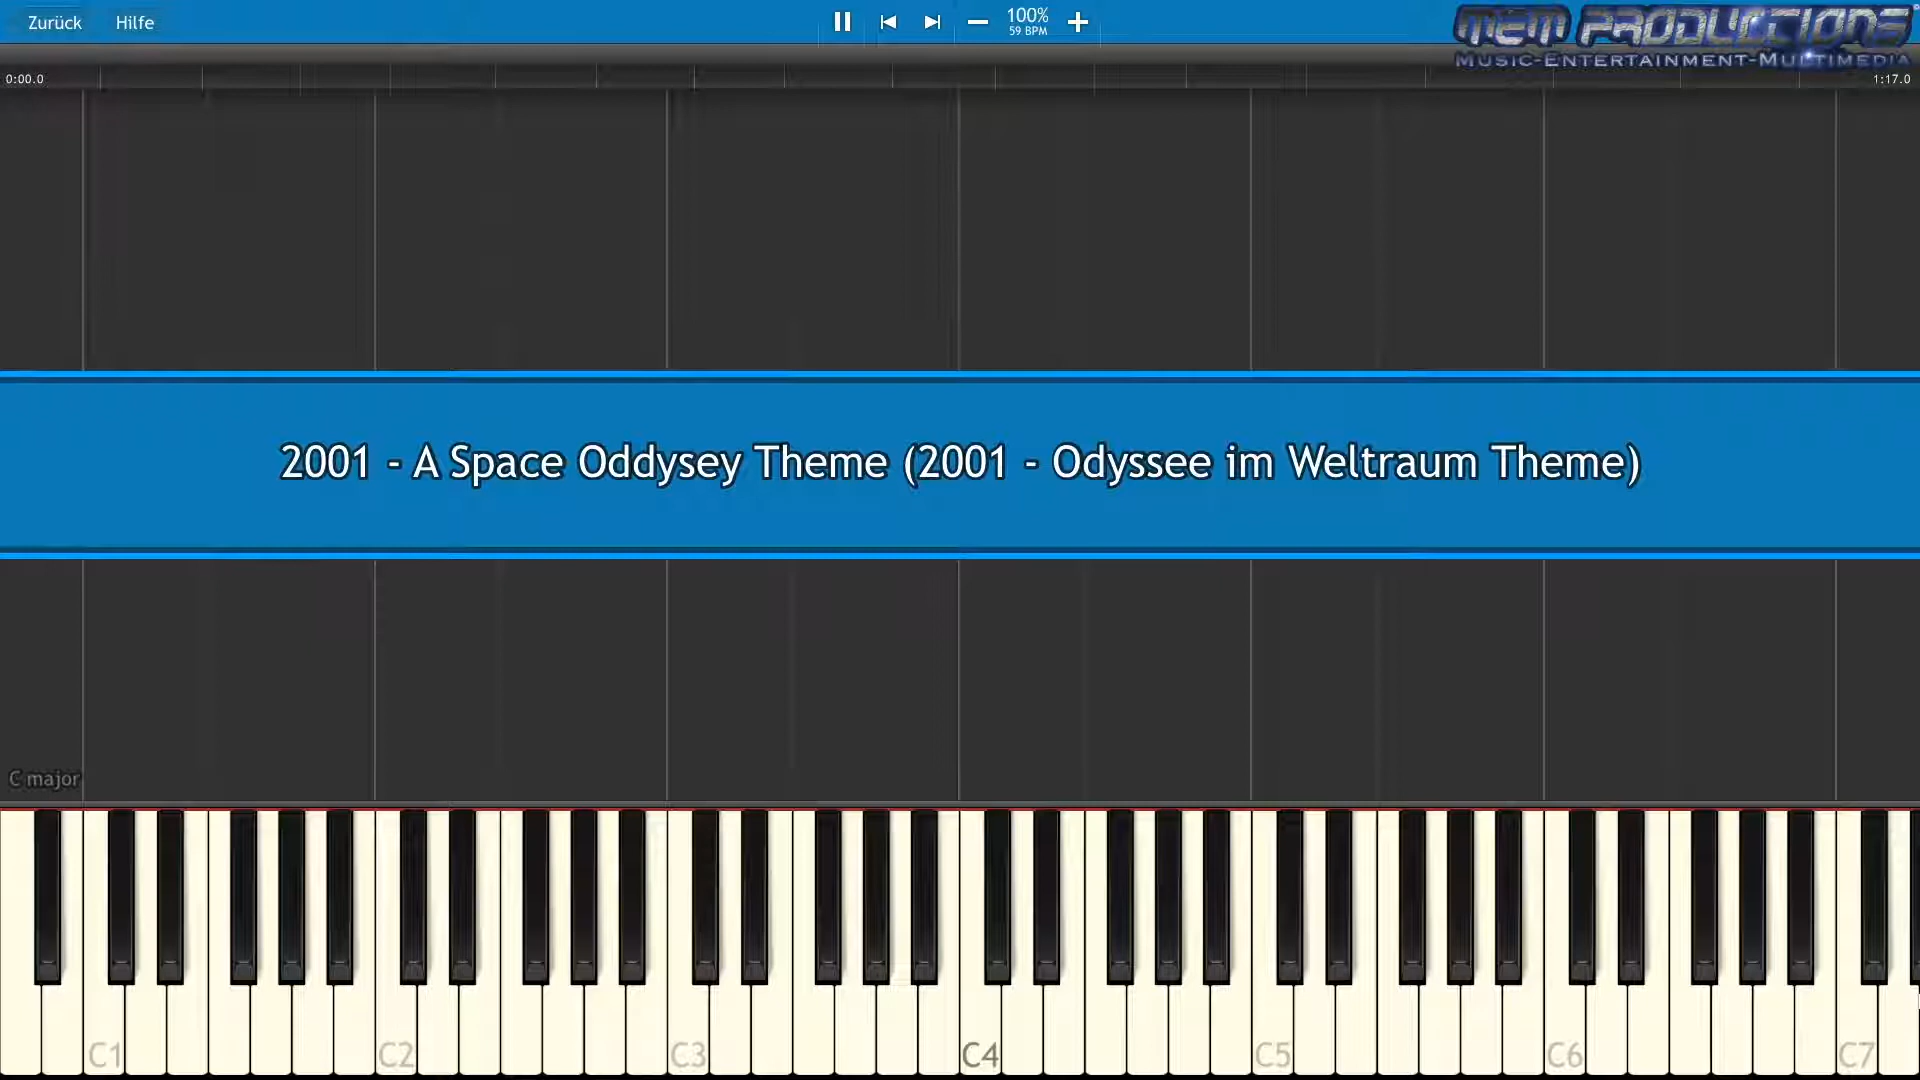 Zurück Hilfe
100%
59 BPM
MEM PRODUCTIONS
MUSIC-ENTERTAINMENT-MULTIMEDIA
0:00.0
1:17.0
2001 - A Space Oddysey Theme (2001 - Odyssee im Weltraum Theme)
C major
C1 C2 C3 C4 C5 C6 C7